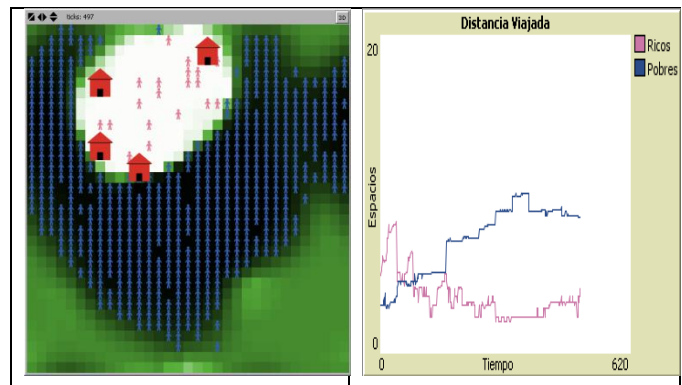 ticks: 497
3D
Distancia Viajada
20
Espacios
0
0
Tiempo
620
Ricos
Pobres